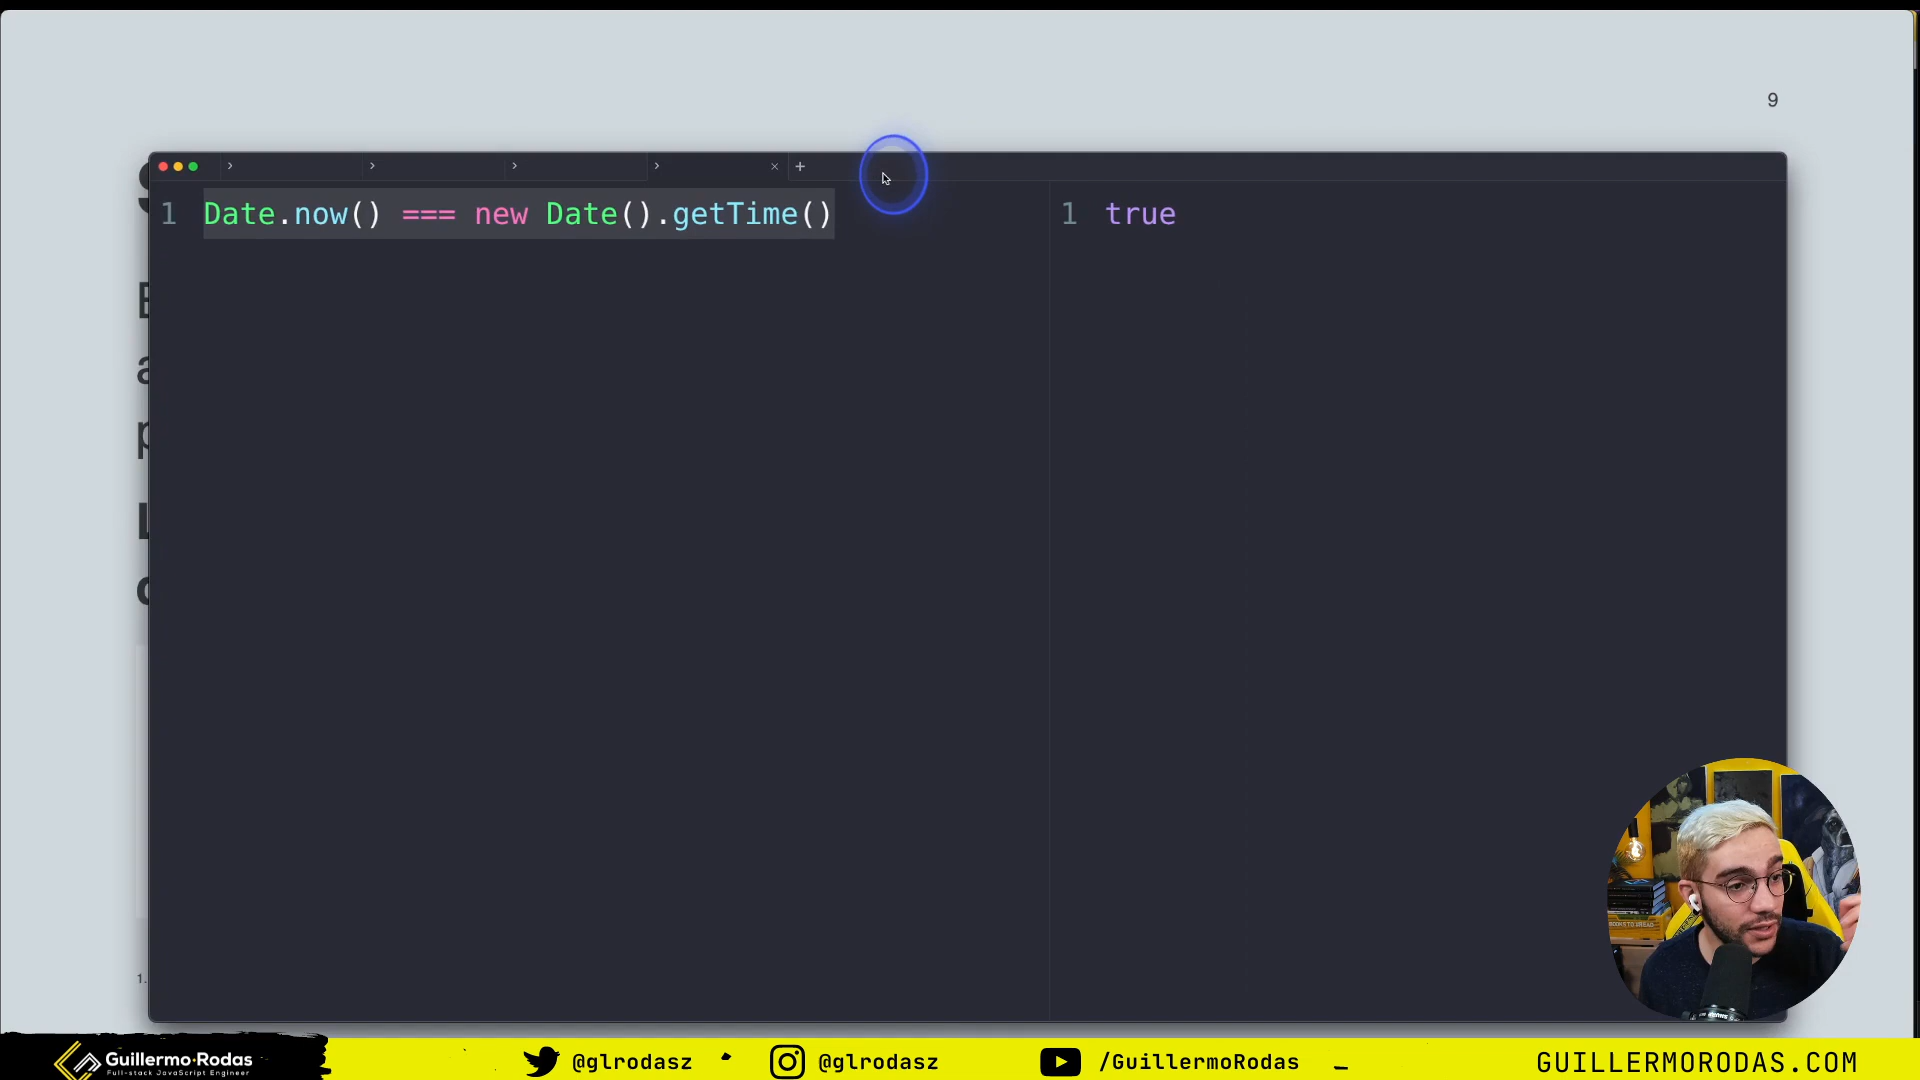 9
1 Date.now() === new Date().getTime()
1 true
1.
Guillermo Rodas
Full-stack JavaScript Engineer
@glrodasz
@glrodasz
/GuillermoRodas
GUILLERMORODAS.COM